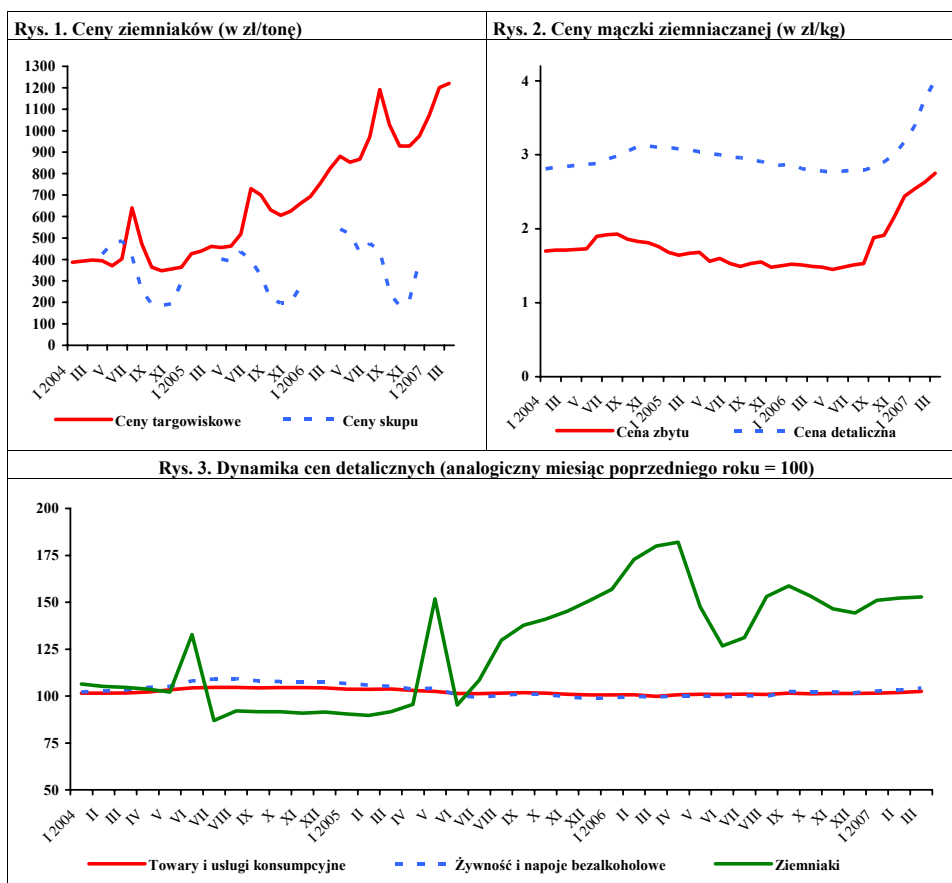 Rys. 1. Ceny ziemniaków (w zł/tonę)
1300
1200
1100
1000
900
800
700
600
500
400
300
200
100
0
I 2004
III
V
VII
IX
XI
I 2005
III
V
VII
IX
XI
I 2006
III
V
VII
IX
XI
I 2007
III
Ceny targowiskowe
Ceny skupu
Rys. 2. Ceny mączki ziemniaczanej (w zł/kg)
4
3
2
1
0
I 2004
III
V
VII
IX
XI
I 2005
III
V
VII
IX
XI
I 2006
III
V
VII
IX
XI
I 2007
III
Cena zbytu
Cena detaliczna
Rys. 3. Dynamika cen detalicznych (analogiczny miesiąc poprzedniego roku = 100)
200
175
150
125
100
75
50
I 2004
II
III
IV
V
VI
VII
VIII
IX
X
XI
XII
I 2005
II
III
IV
V
VI
VII
VIII
IX
X
XI
XII
I 2006
II
III
IV
V
VI
VII
VIII
IX
X
XI
XII
I 2007
II
III
Towary i usługi konsumpcyjne
Żywność i napoje bezalkoholowe
Ziemniaki